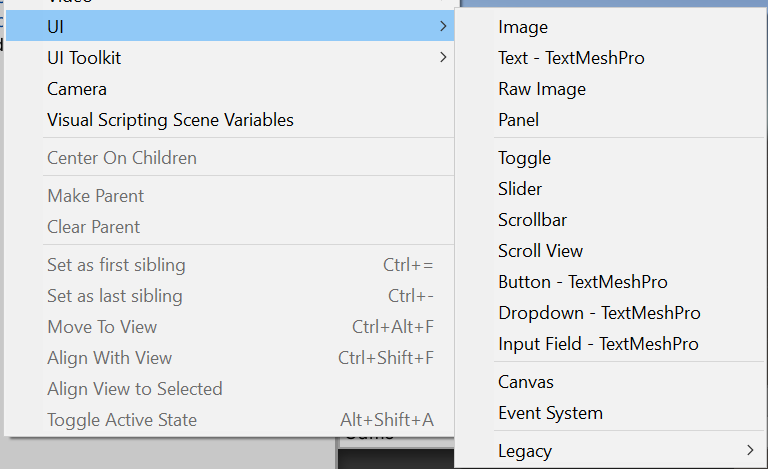 Video
UI
UI Toolkit
Camera
Visual Scripting Scene Variables
Center On Children
Make Parent
Clear Parent
Set as first sibling Ctrl+=
Set as last sibling Ctrl+-
Move To View Ctrl+Alt+F
Align With View Ctrl+Shift+F
Align View to Selected
Toggle Active State Alt+Shift+A
Image
Text - TextMeshPro
Raw Image
Panel
Toggle
Slider
Scrollbar
Scroll View
Button - TextMeshPro
Dropdown - TextMeshPro
Input Field - TextMeshPro
Canvas
Event System
Legacy